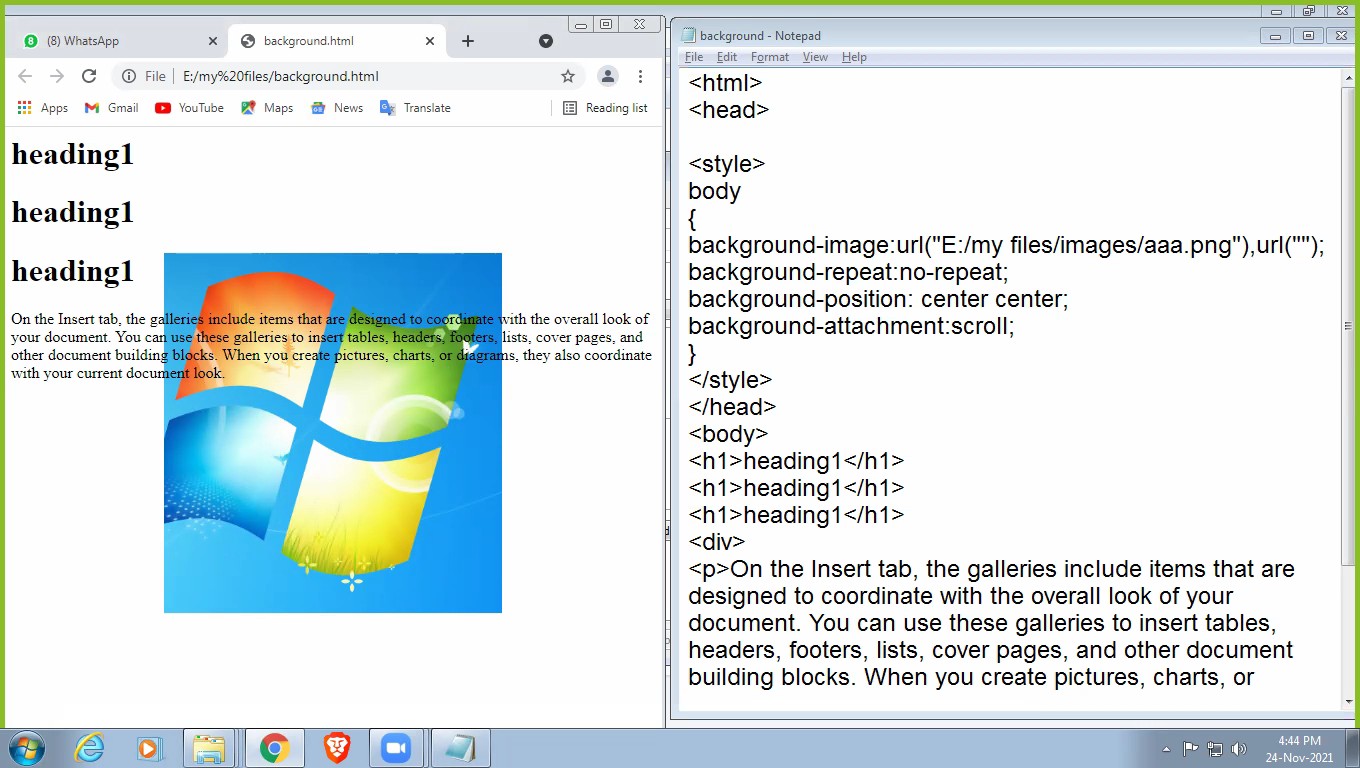 (8) WhatsApp
background.html
File
E:/my%20files/background.html
Apps
Gmail
YouTube
Maps
News
Translate
Reading list
heading1
heading1
heading1
On the Insert tab, the galleries include items that are designed to coordinate with the overall look of
your document. You can use these galleries to insert tables, headers, footers, lists, cover pages, and
other document building blocks. When you create pictures, charts, or diagrams, they also coordinate
with your current document look.
background - Notepad
File Edit Format View Help
<html>
<head>
<style>
body
{
background-image:url("E:/my files/images/aaa.png"),url("");
background-repeat:no-repeat;
background-position: center center;
background-attachment:scroll;
}
</style>
</head>
<body>
<h1>heading1</h1>
<h1>heading1</h1>
<h1>heading1</h1>
<div>
<p>On the Insert tab, the galleries include items that are
designed to coordinate with the overall look of your
document. You can use these galleries to insert tables,
headers, footers, lists, cover pages, and other document
building blocks. When you create pictures, charts, or
4:44 PM
24-Nov-2021